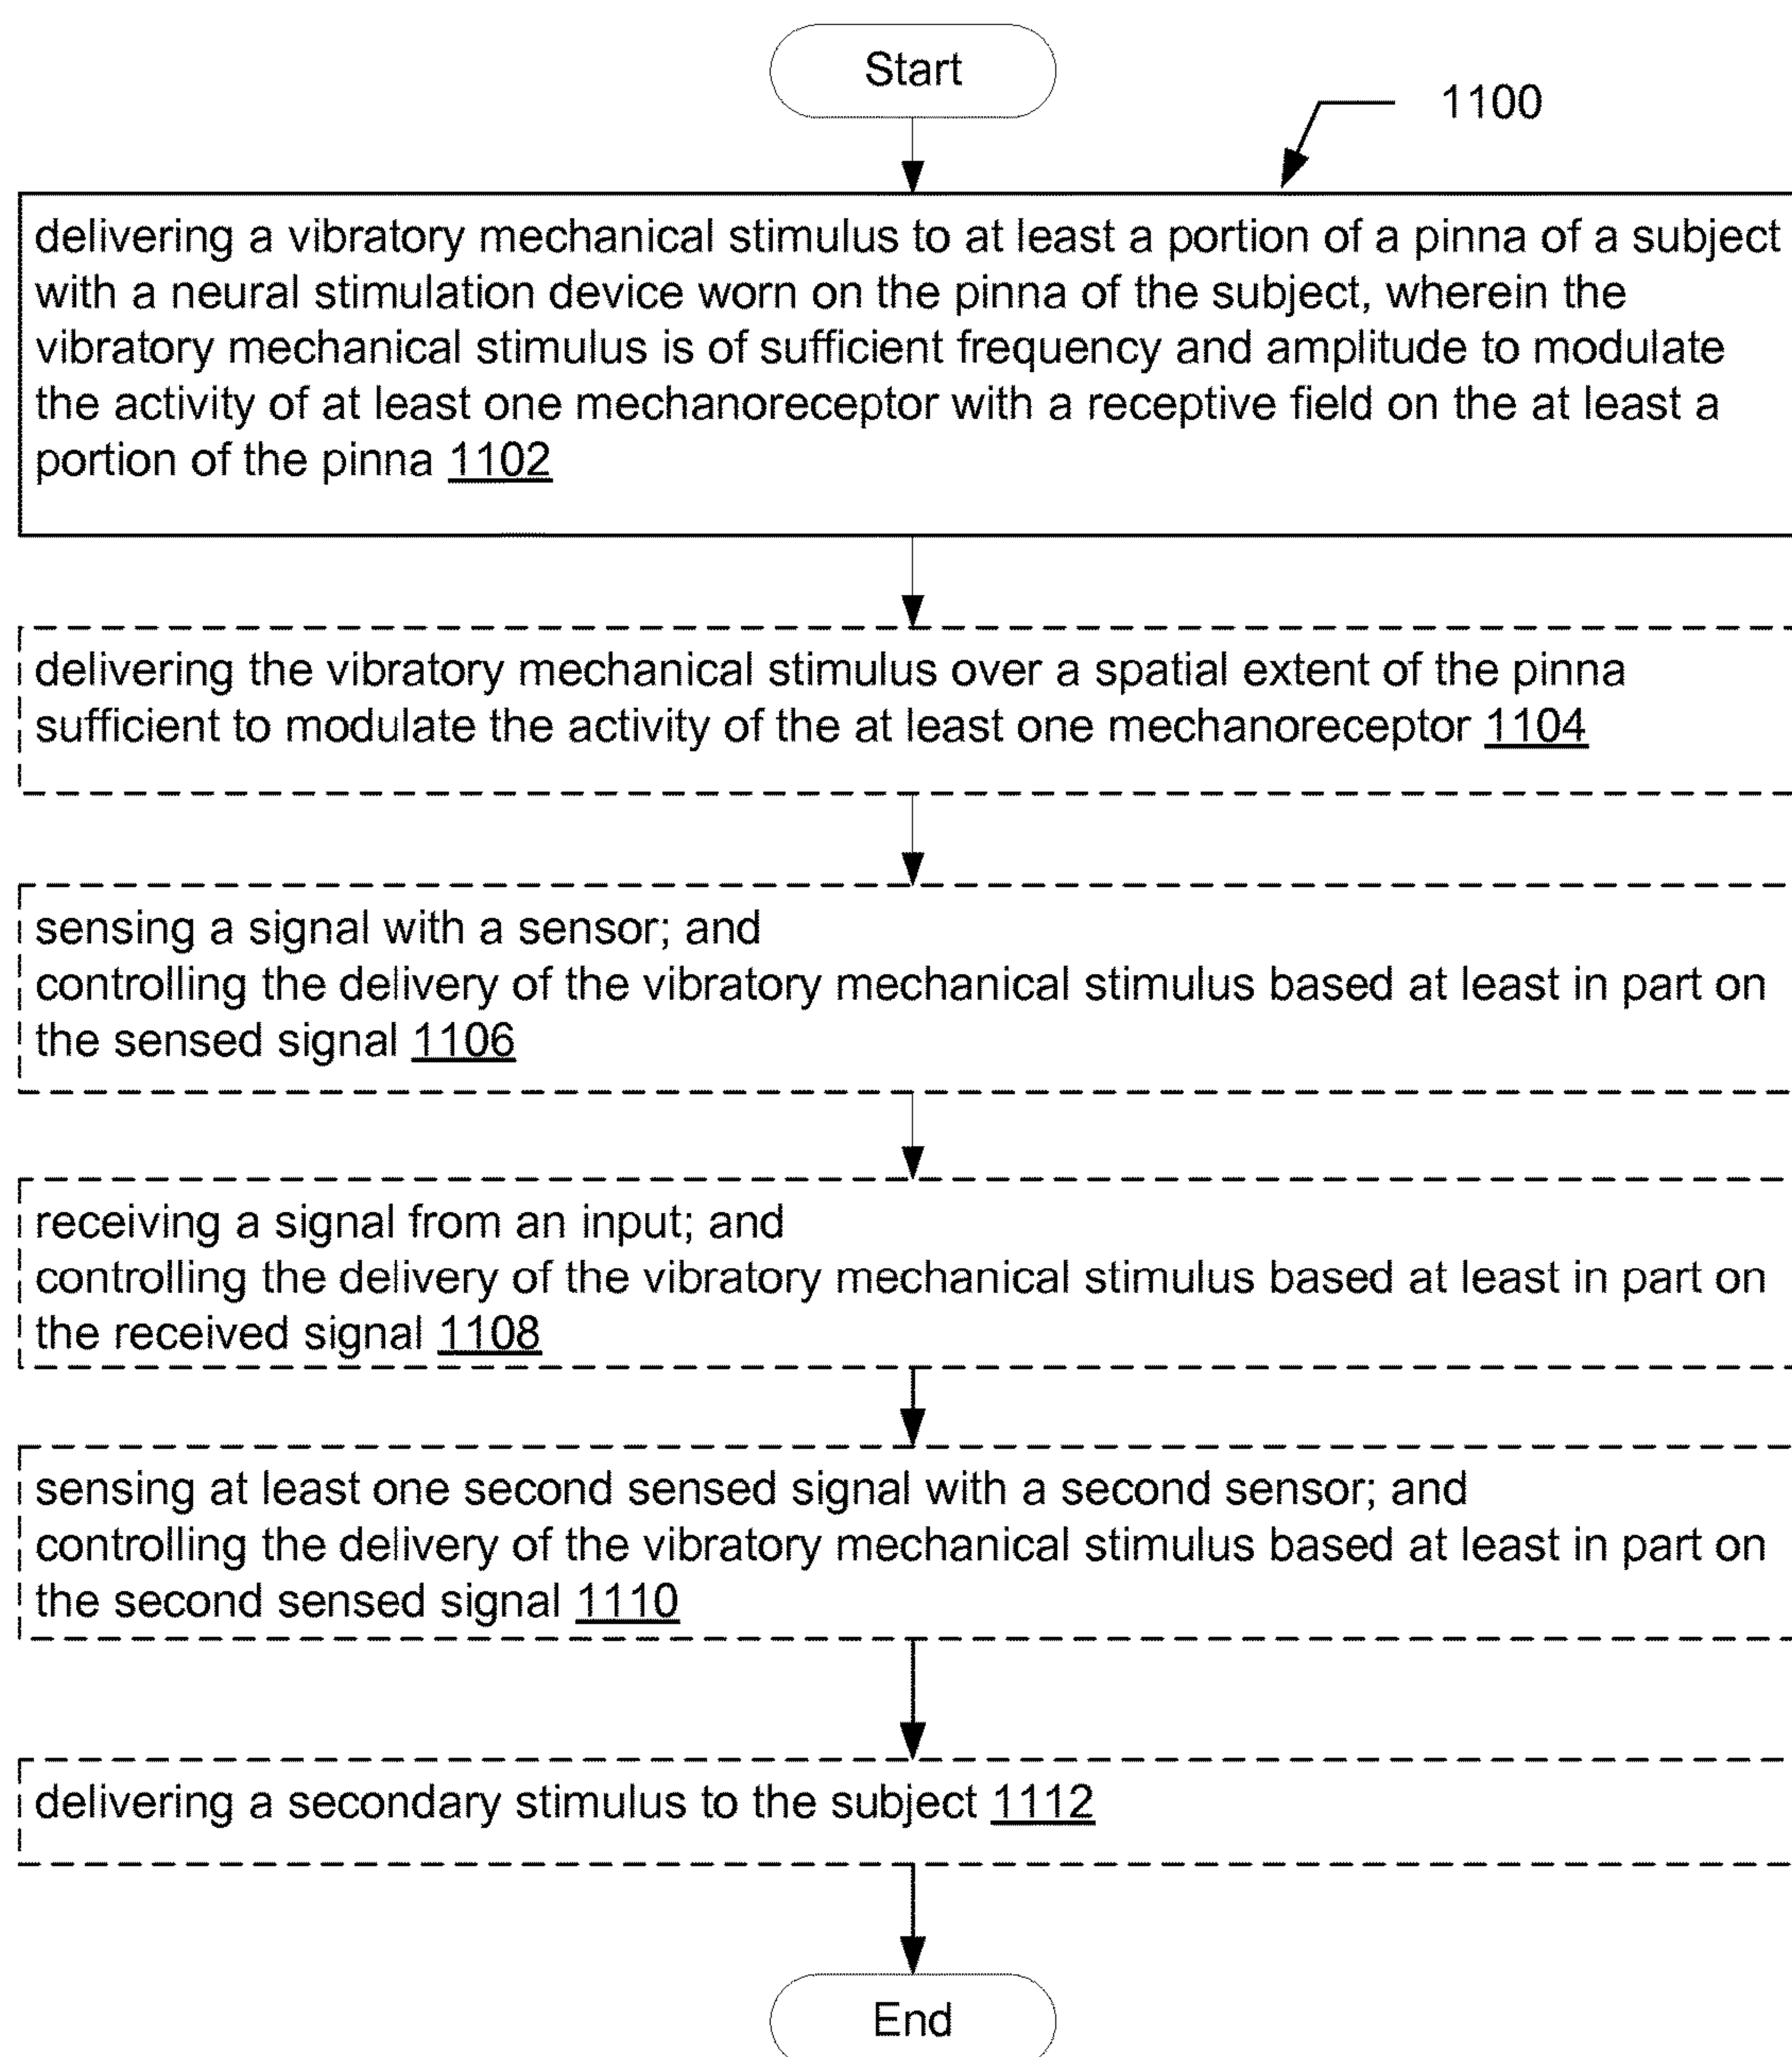 Start
1100
delivering a vibratory mechanical stimulus to at least a portion of a pinna of a subject
with a neural stimulation device worn on the pinna of the subject, wherein the
vibratory mechanical stimulus is of sufficient frequency and amplitude to modulate
the activity of at least one mechanoreceptor with a receptive field on the at least a
portion of the pinna 1102
delivering the vibratory mechanical stimulus over a spatial extent of the pinna
sufficient to modulate the activity of the at least one mechanoreceptor 1104
sensing a signal with a sensor; and
controlling the delivery of the vibratory mechanical stimulus based at least in part on
the sensed signal 1106
receiving a signal from an input; and
controlling the delivery of the vibratory mechanical stimulus based at least in part on
the received signal 1108
sensing at least one second sensed signal with a second sensor; and
controlling the delivery of the vibratory mechanical stimulus based at least in part on
the second sensed signal 1110
delivering a secondary stimulus to the subject 1112
End